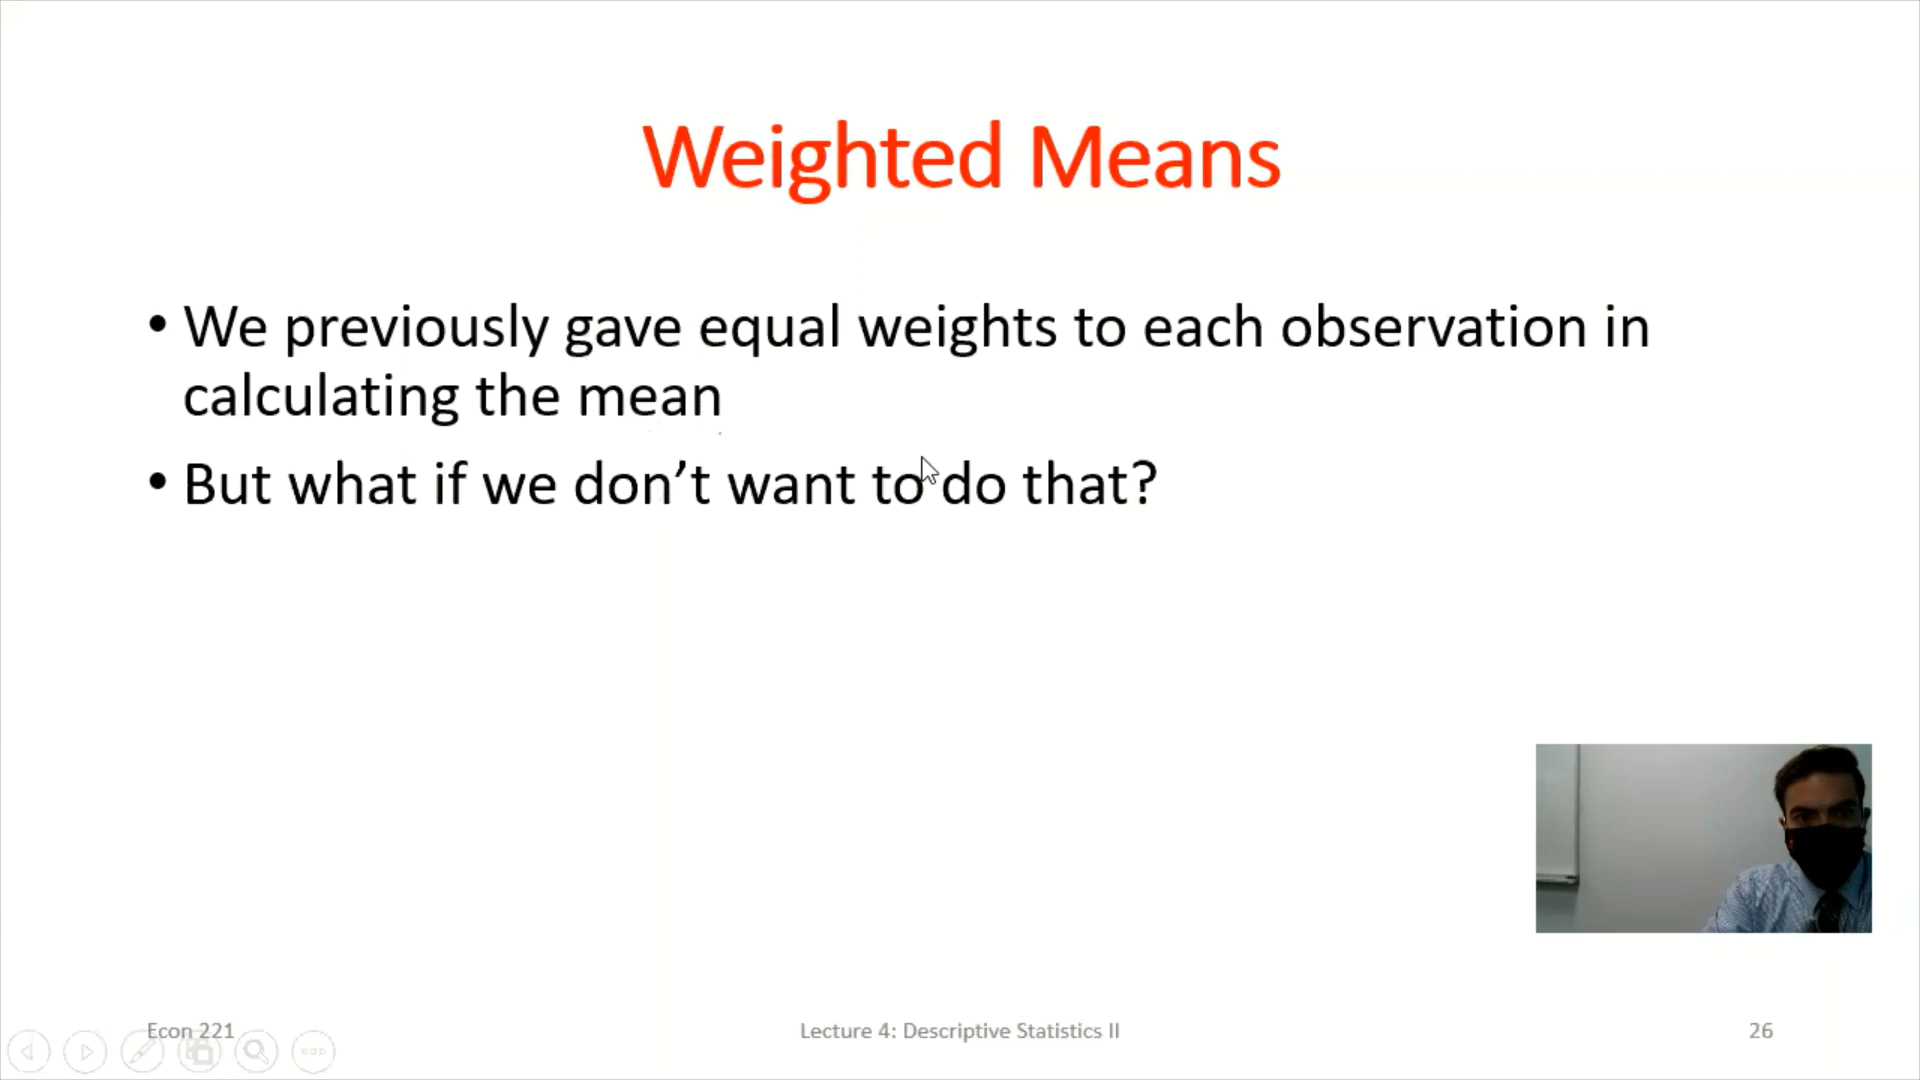 Weighted Means
• We previously gave equal weights to each observation in
calculating the mean
• But what if we don’t want to do that?
Econ 221
Lecture 4: Descriptive Statistics II
26